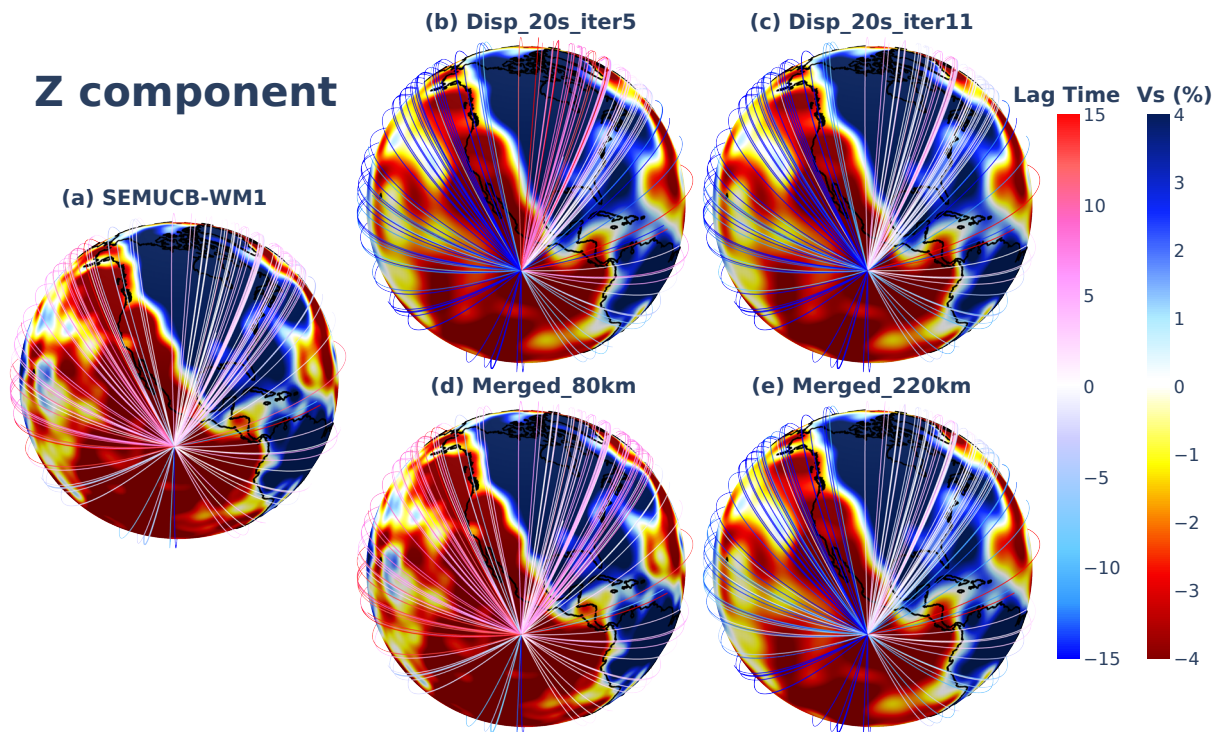 (b) Disp_20s_iter5
(c) Disp_20s_iter11
Z component
Lag Time
Vs (%)
(a) SEMUCB-WM1
15
10
5
0
−5
−10
−15
4
3
2
1
0
−1
−2
−3
−4
(d) Merged_80km
(e) Merged_220km